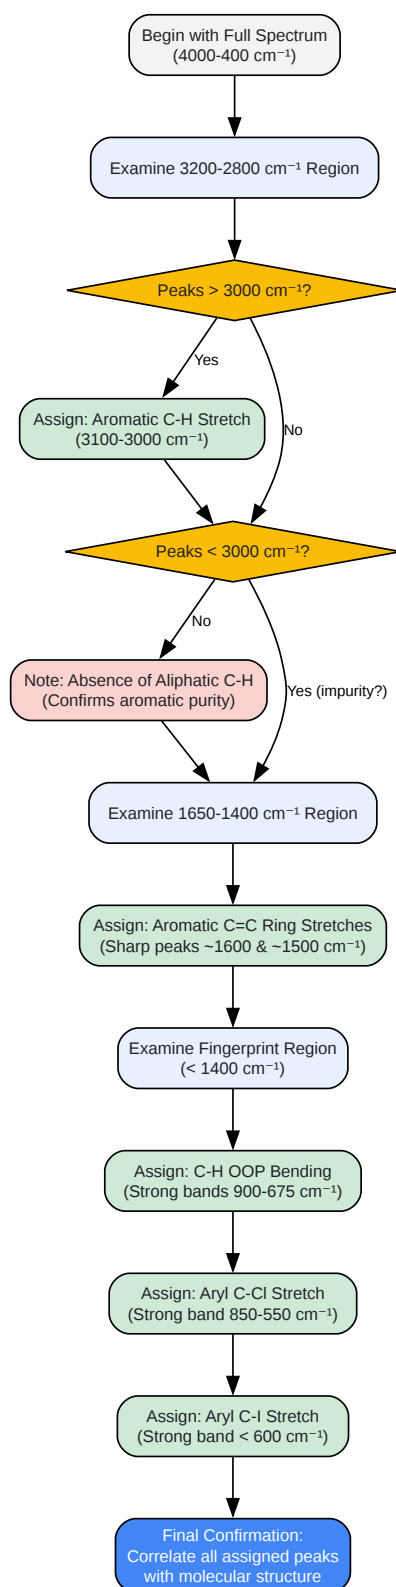 Begin with Full Spectrum
(4000-400 cm⁻¹)
Examine 3200-2800 cm⁻¹ Region
Peaks > 3000 cm⁻¹?
Yes
Assign: Aromatic C-H Stretch
(3100-3000 cm⁻¹)
No
Peaks < 3000 cm⁻¹?
No
Note: Absence of Aliphatic C-H
(Confirms aromatic purity)
Yes (impurity?)
Examine 1650-1400 cm⁻¹ Region
Assign: Aromatic C=C Ring Stretches
(Sharp peaks ~1600 & ~1500 cm⁻¹)
Examine Fingerprint Region
(< 1400 cm⁻¹)
Assign: C-H OOP Bending
(Strong bands 900-675 cm⁻¹)
Assign: Aryl C-Cl Stretch
(Strong band 850-550 cm⁻¹)
Assign: Aryl C-I Stretch
(Strong band < 600 cm⁻¹)
Final Confirmation:
Correlate all assigned peaks
with molecular structure